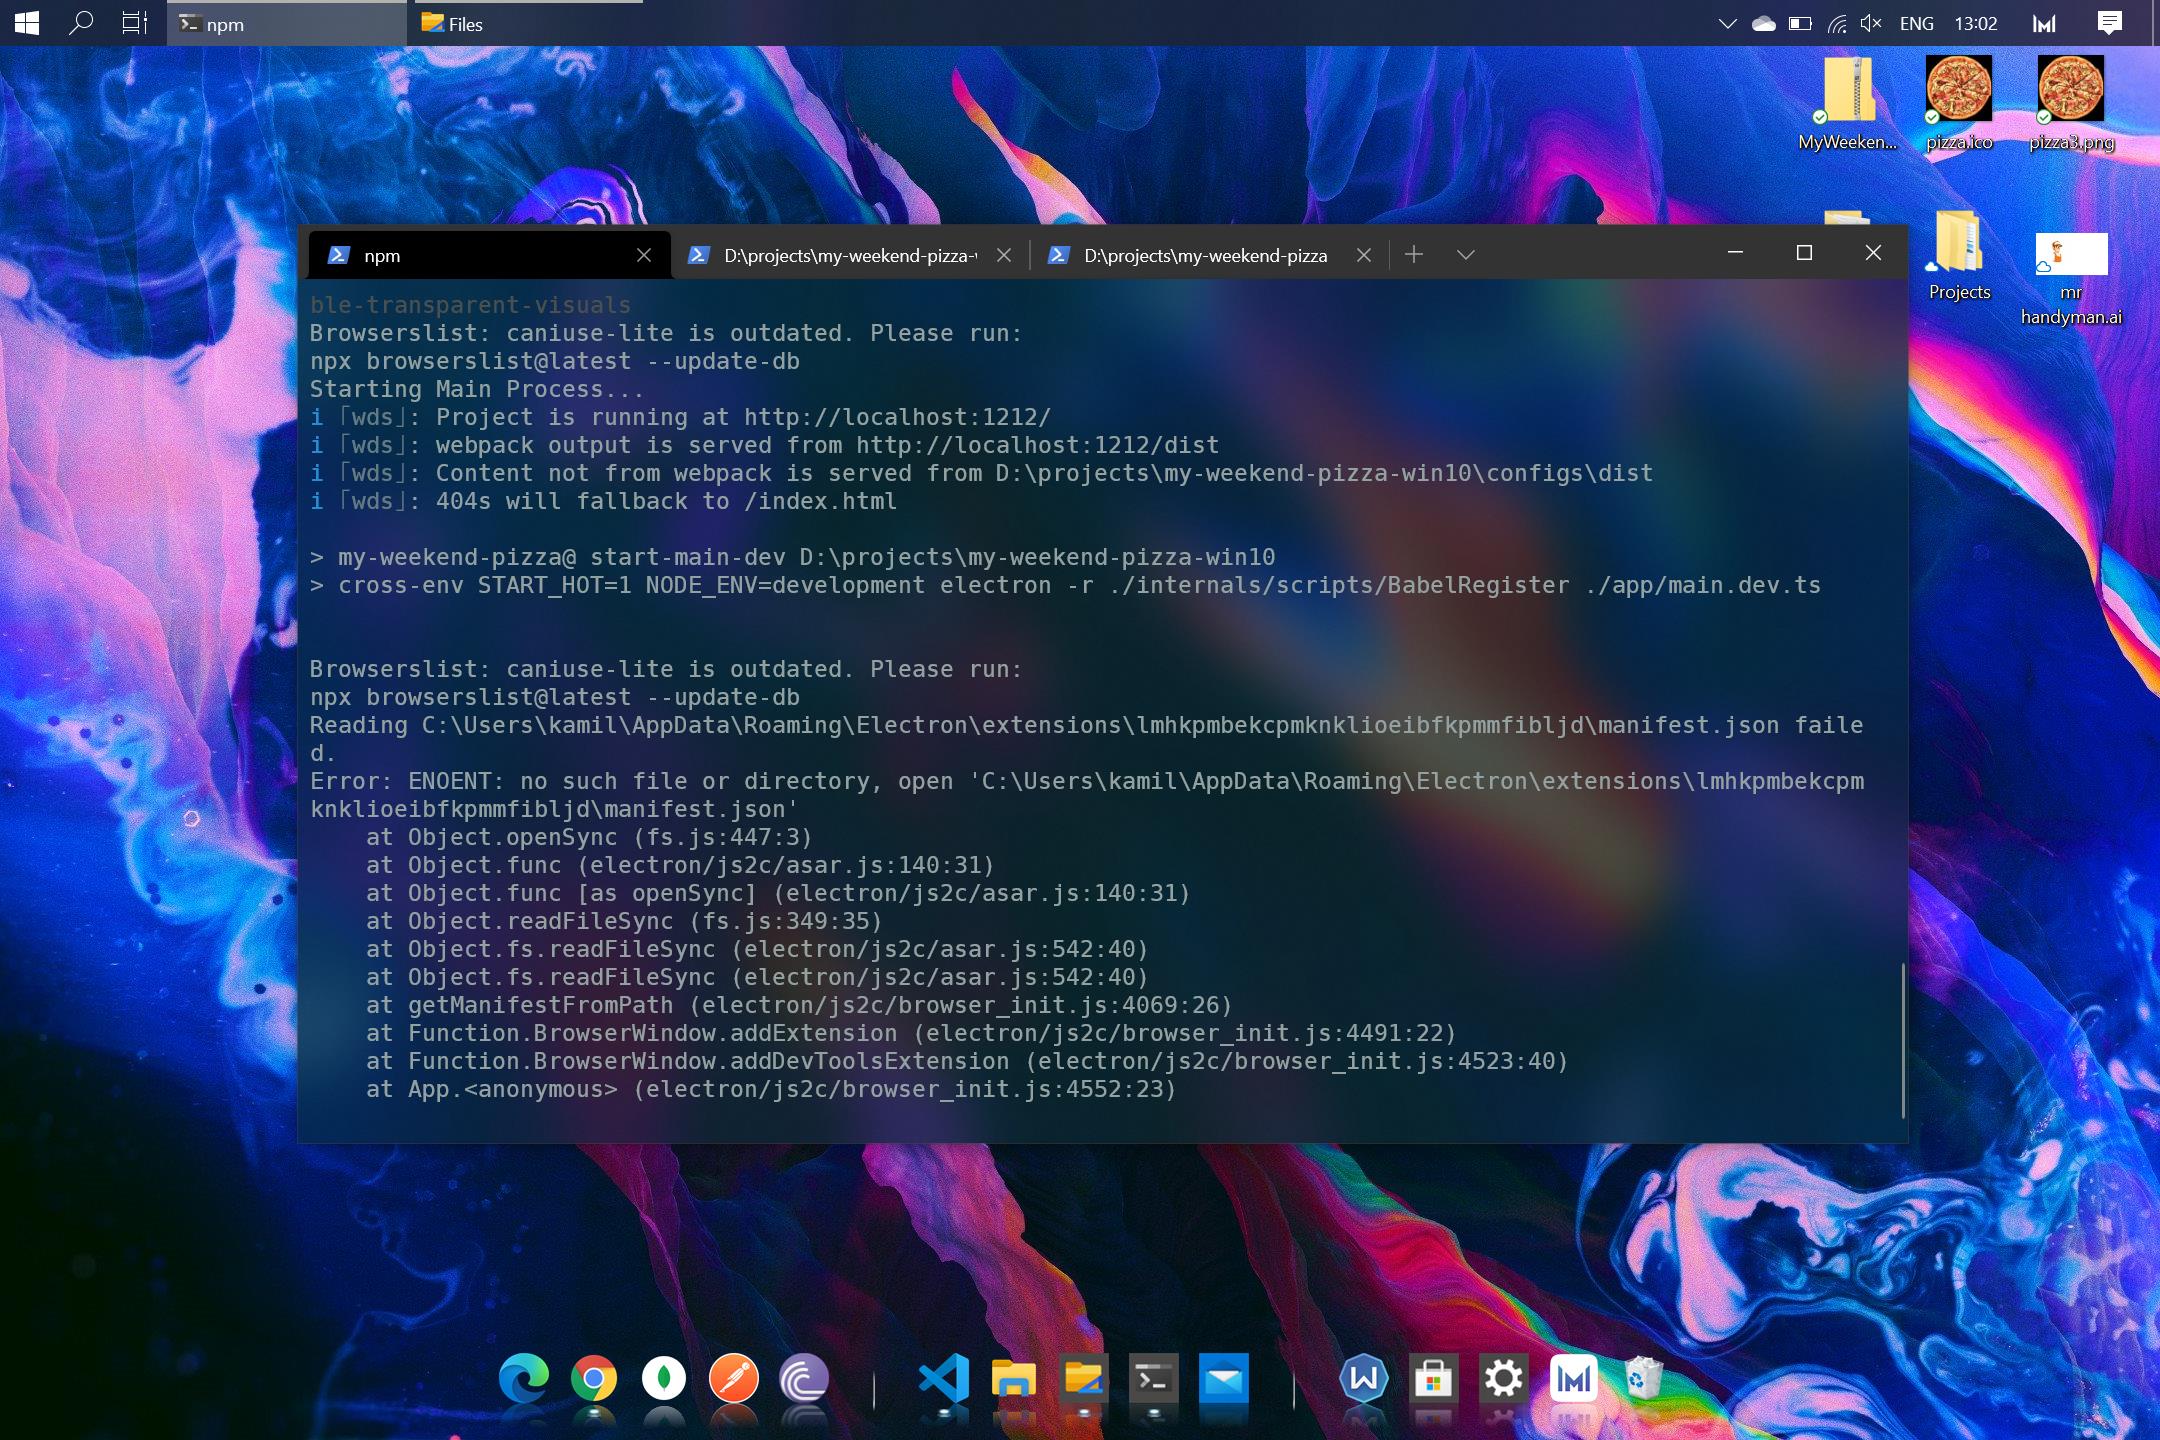 npm
Files
ENG 13:02
MyWeeken...
pizza.ico
pizza3.png
Projects
mr
handyman.ai
npm
D:\projects\my-weekend-pizza-
D:\projects\my-weekend-pizza
ble-transparent-visuals
Browserslist: caniuse-lite is outdated. Please run:
npx browserslist@latest --update-db
Starting Main Process...
i ｢wds｣: Project is running at http://localhost:1212/
i ｢wds｣: webpack output is served from http://localhost:1212/dist
i ｢wds｣: Content not from webpack is served from D:\projects\my-weekend-pizza-win10\configs\dist
i ｢wds｣: 404s will fallback to /index.html
> my-weekend-pizza@ start-main-dev D:\projects\my-weekend-pizza-win10
> cross-env START_HOT=1 NODE_ENV=development electron -r ./internals/scripts/BabelRegister ./app/main.dev.ts
Browserslist: caniuse-lite is outdated. Please run:
npx browserslist@latest --update-db
Reading C:\Users\kamil\AppData\Roaming\Electron\extensions\lmhkpmbekcpmknklioeibfkpmmfibljd\manifest.json faile
d.
Error: ENOENT: no such file or directory, open 'C:\Users\kamil\AppData\Roaming\Electron\extensions\lmhkpmbekcpm
knklioeibfkpmmfibljd\manifest.json'
at Object.openSync (fs.js:447:3)
at Object.func (electron/js2c/asar.js:140:31)
at Object.func [as openSync] (electron/js2c/asar.js:140:31)
at Object.readFileSync (fs.js:349:35)
at Object.fs.readFileSync (electron/js2c/asar.js:542:40)
at Object.fs.readFileSync (electron/js2c/asar.js:542:40)
at getManifestFromPath (electron/js2c/browser_init.js:4069:26)
at Function.BrowserWindow.addExtension (electron/js2c/browser_init.js:4491:22)
at Function.BrowserWindow.addDevToolsExtension (electron/js2c/browser_init.js:4523:40)
at App.<anonymous> (electron/js2c/browser_init.js:4552:23)